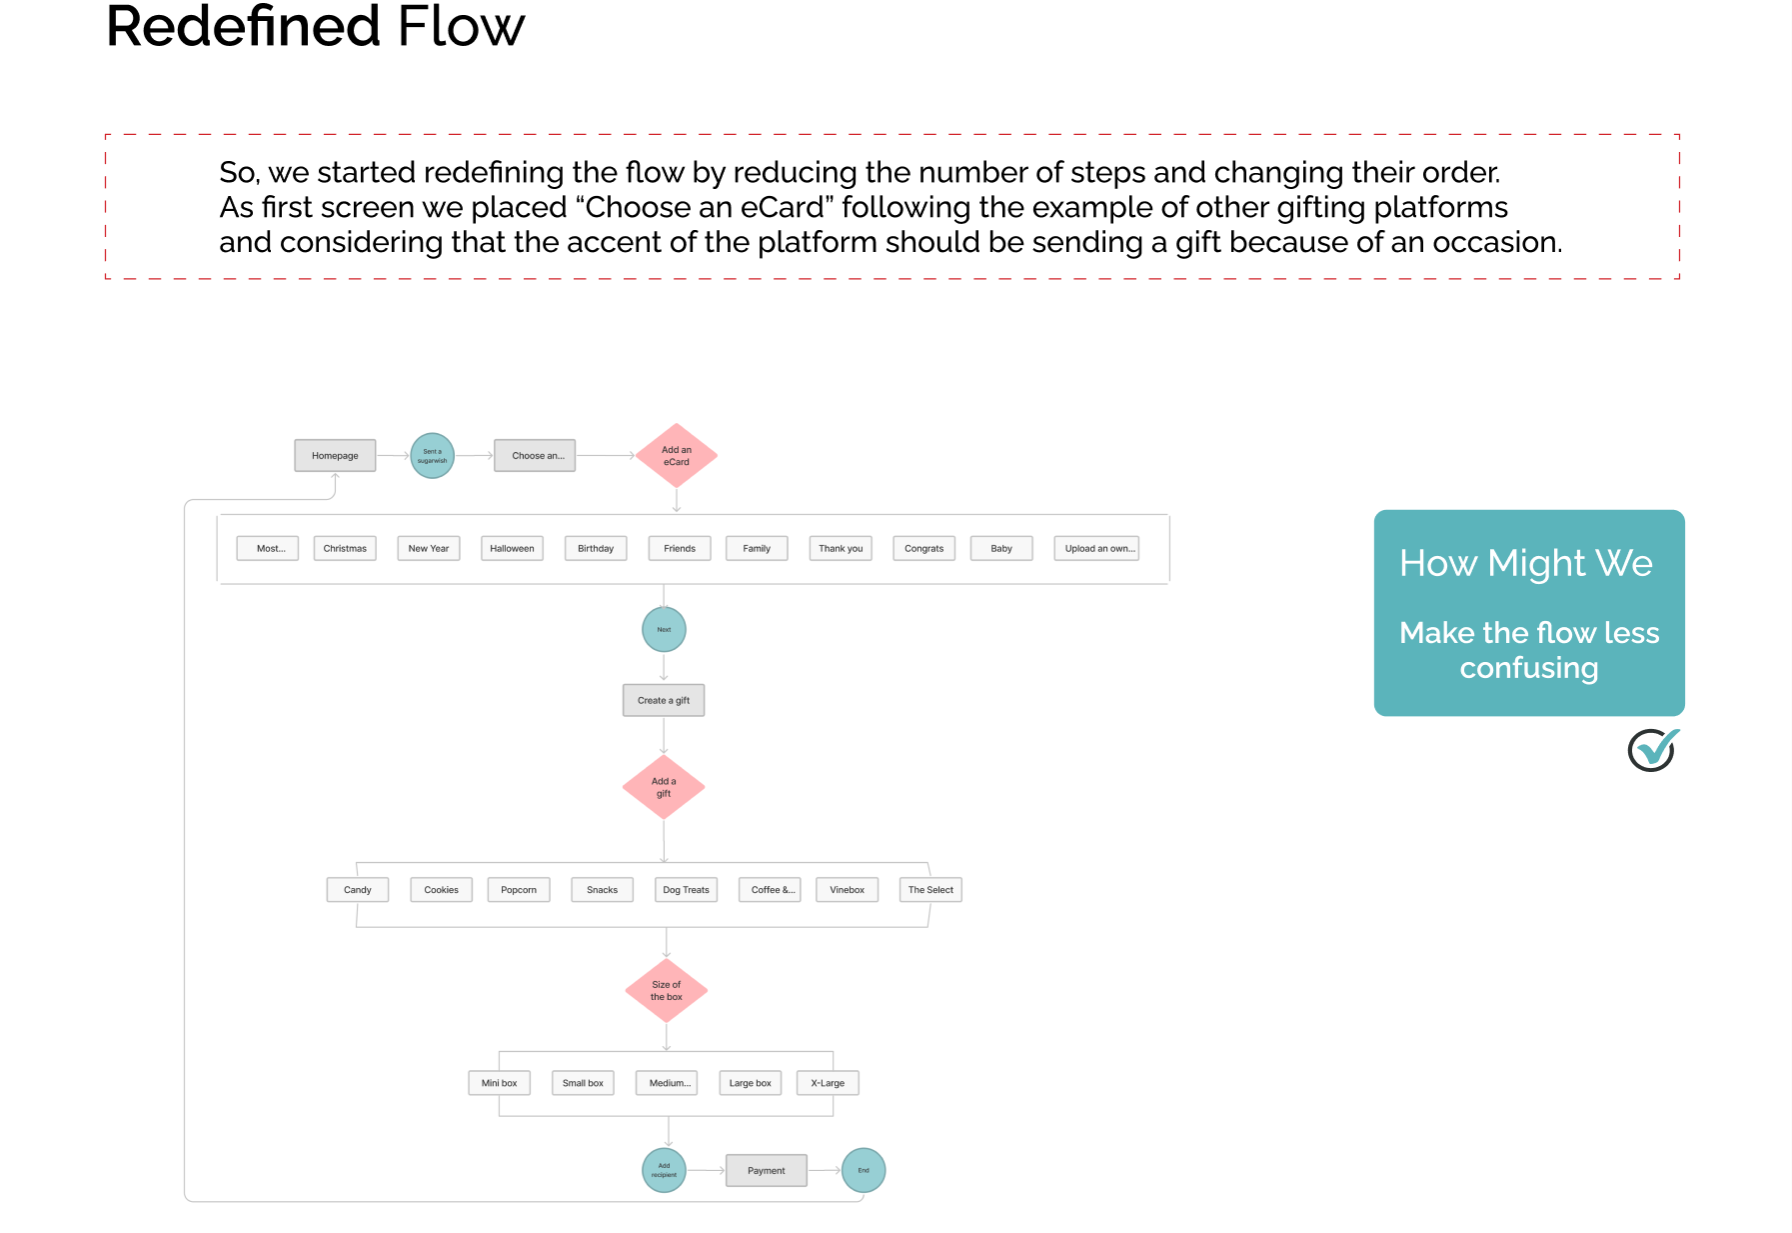 Redefined Flow
So, we started redefining the flow by reducing the number of steps and changing their order.
As first screen we placed “Choose an eCard” following the example of other gifting platforms
and considering that the accent of the platform should be sending a gift because of an occasion.
Homepage
Sent a
sugarwish
Choose an...
Add an
eCard
Most...
Christmas
New Year
Halloween
Birthday
Friends
Family
Thank you
Congrats
Baby
Upload an own...
How Might We
Make the flow less
confusing
Next
Create a gift
Add a
gift
Candy
Cookies
Popcorn
Snacks
Dog Treats
Coffee &...
Vinebox
The Select
Size of
the box
Mini box
Small box
Medium...
Large box
X-Large
Add
recipient
Payment
End